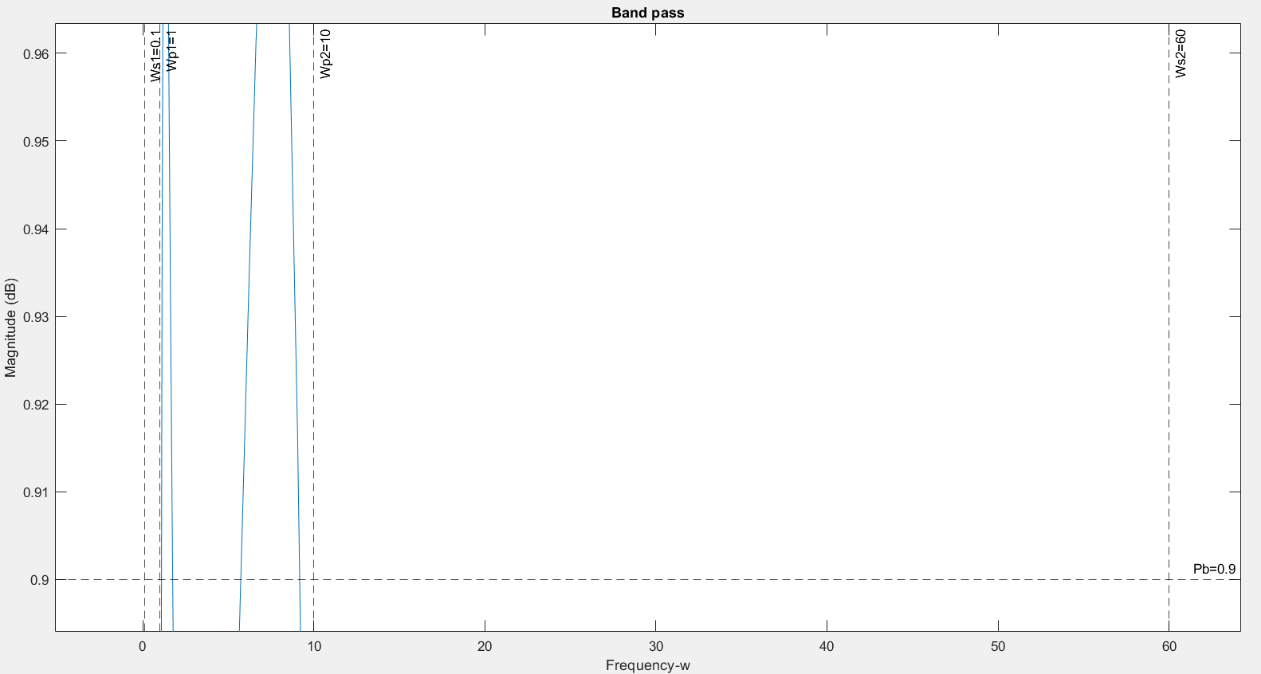 Band pass
0.96
0.95
0.94
0.93
0.92
0.91
0.9
Magnitude (dB)
Ws1=0.1
Wp1=1
Wp2=10
Ws2=60
Pb=0.9
0
10
20
30
40
50
60
Frequency-w